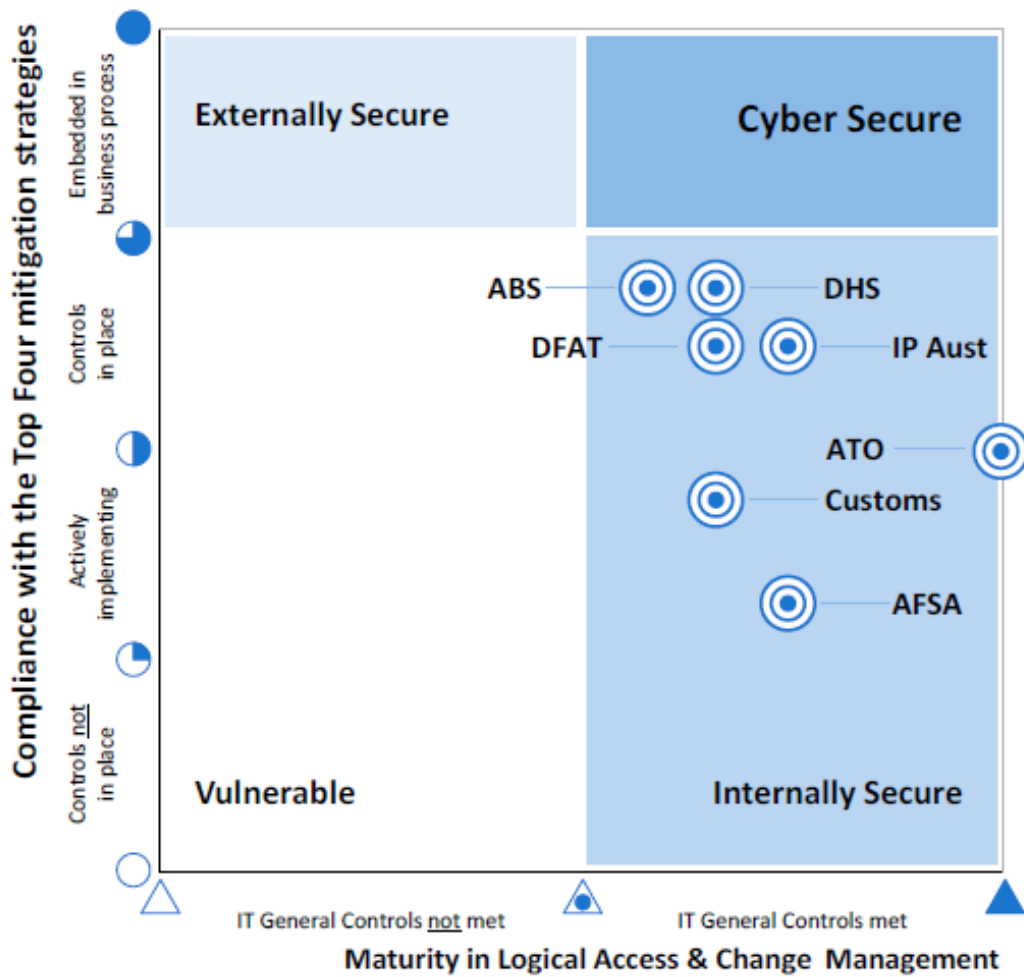 Compliance with the Top Four mitigation strategies
Embedded in
business process
Controls
in place
Actively
implementing
Controls not
in place
Externally Secure
Cyber Secure
ABS
DHS
DFAT
IP Aust
ATO
Customs
AFSA
Vulnerable
Internally Secure
IT General Controls not met
IT General Controls met
Maturity in Logical Access & Change Management